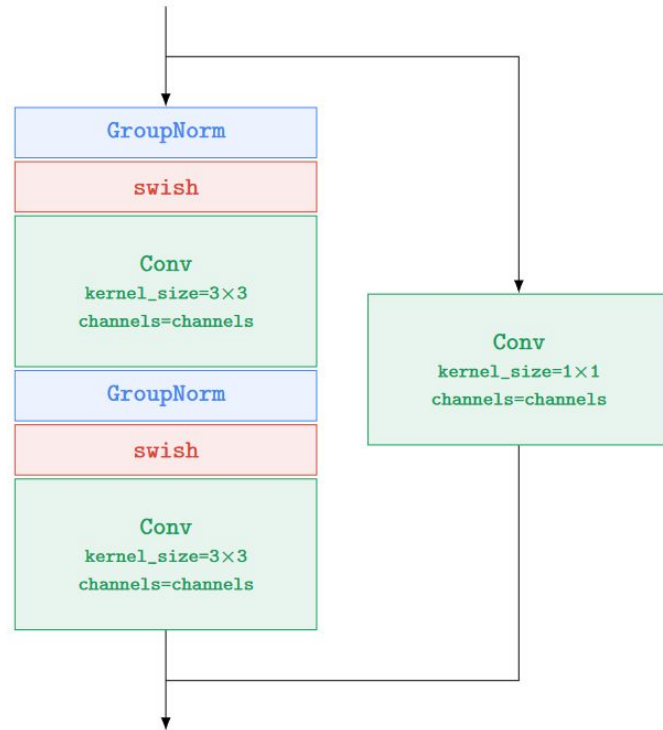 GroupNorm
swish
Conv
kernel_size=3×3
channels=channels
GroupNorm
swish
Conv
kernel_size=3×3
channels=channels
Conv
kernel_size=1×1
channels=channels